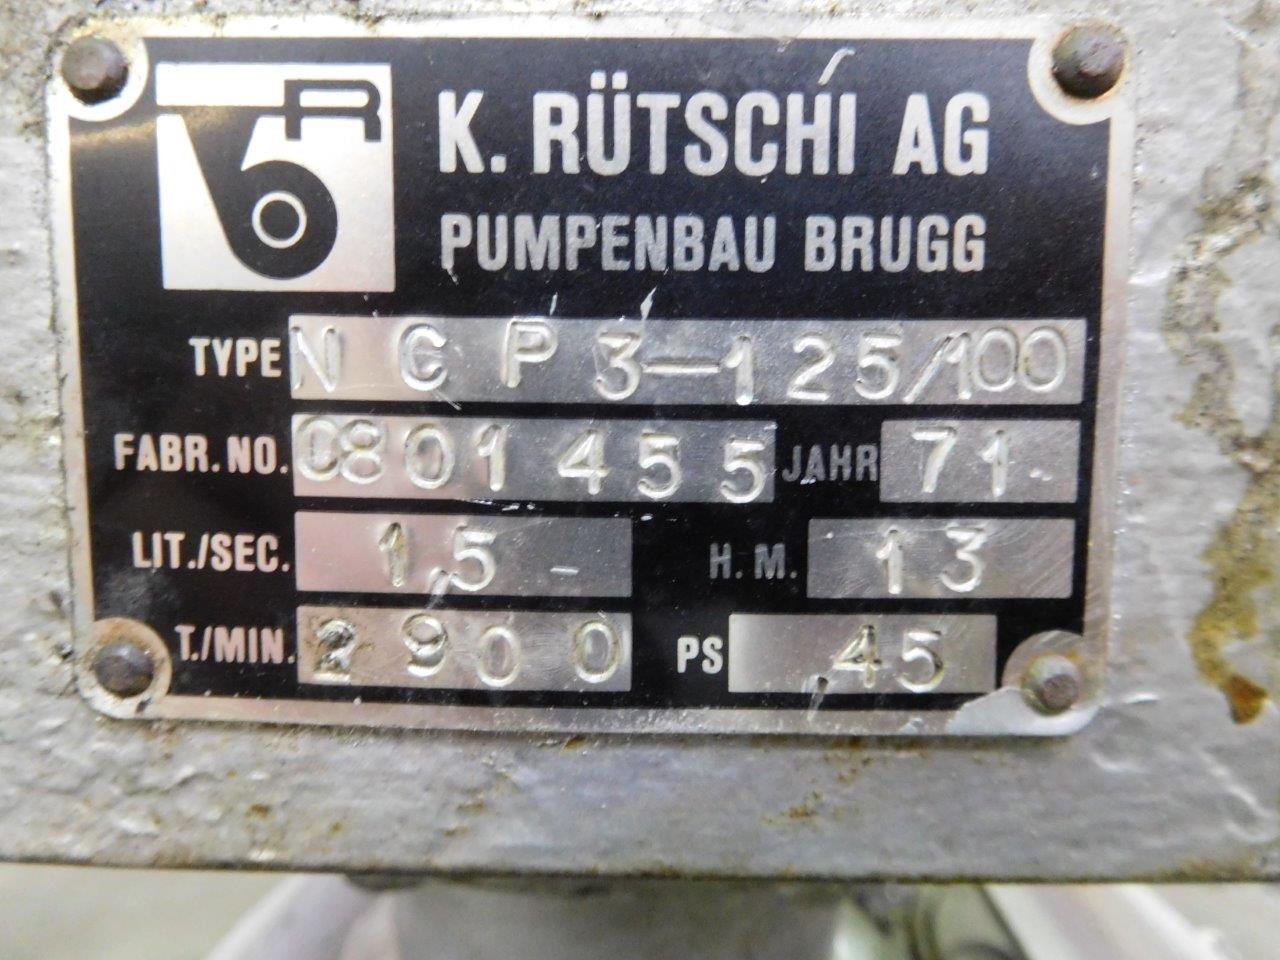 R
K. RÜTSCHI AG
PUMPENBAU BRUGG
TYPE N C P 3-125/100
FABR. NO. 0801455 JAHR 71
LIT./SEC. 1,5 - H. M. 13
T./MIN. 2900 PS ,45